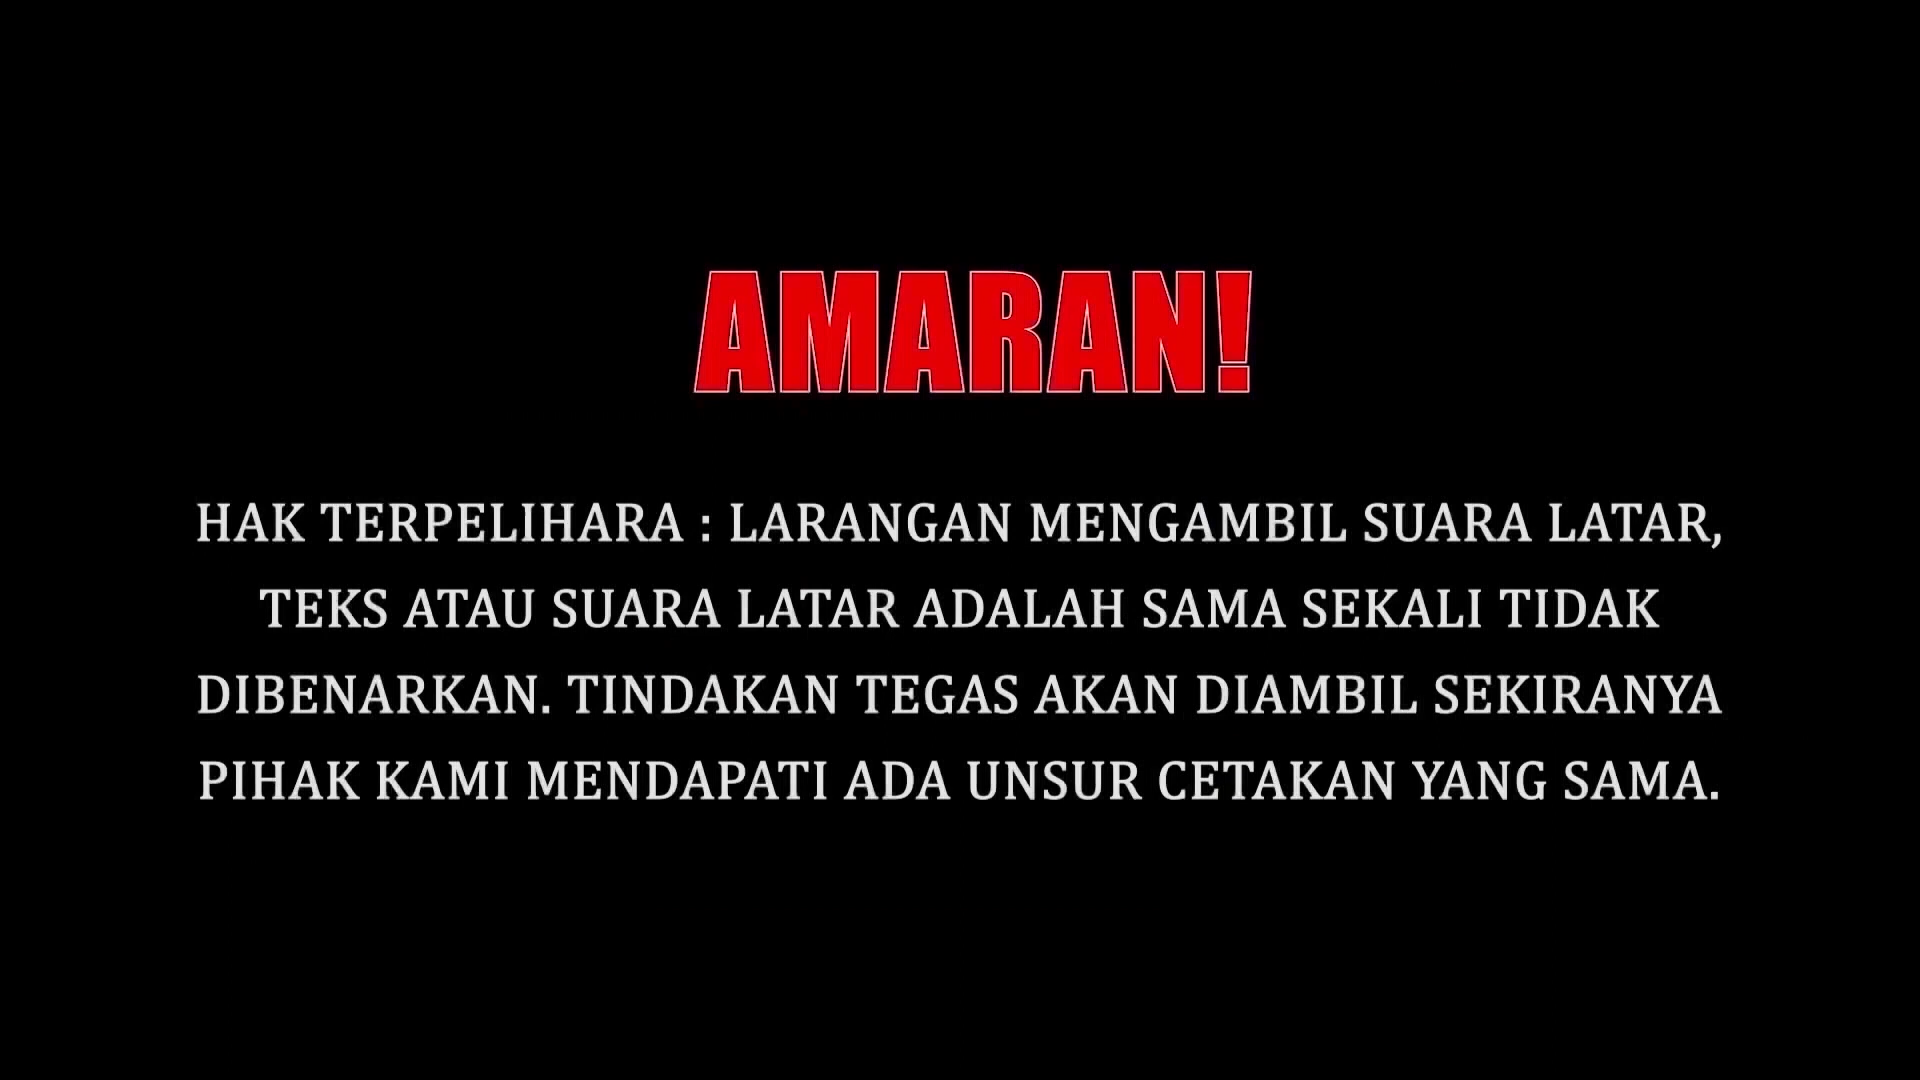 AMARAN!
HAK TERPELIHARA : LARANGAN MENGAMBIL SUARA LATAR,
TEKS ATAU SUARA LATAR ADALAH SAMA SEKALI TIDAK
DIBENARKAN. TINDAKAN TEGAS AKAN DIAMBIL SEKIRANYA
PIHAK KAMI MENDAPATI ADA UNSUR CETAKAN YANG SAMA.